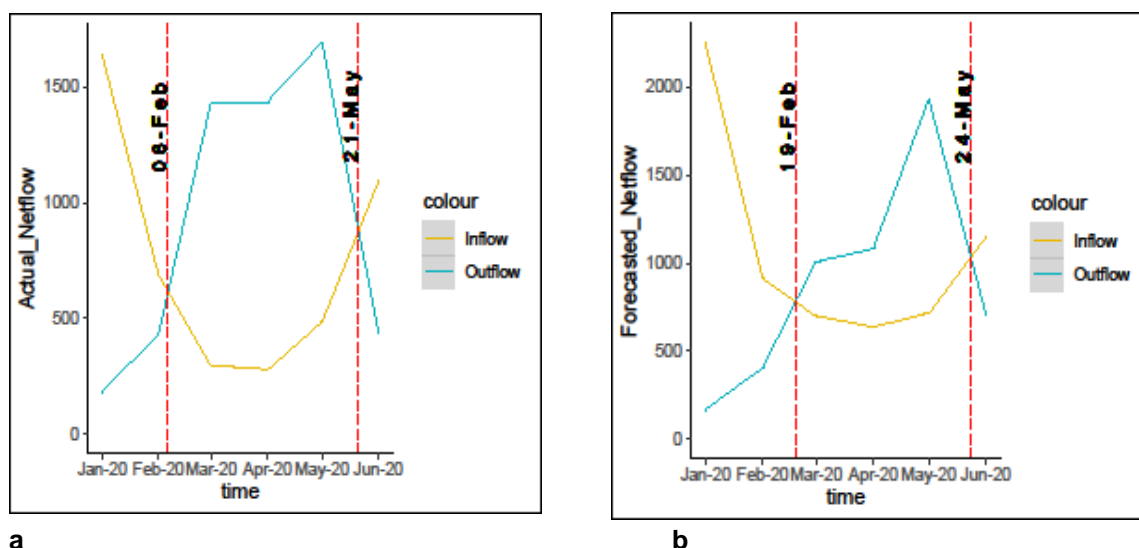 Actual_Netflow
1500
1000
500
0
06-Feb
21-May
Jan-20 Feb-20 Mar-20 Apr-20 May-20 Jun-20
time
colour
Inflow
Outflow
a
Forecasted_Netflow
2000
1500
1000
500
0
19-Feb
24-May
Jan-20 Feb-20 Mar-20 Apr-20 May-20 Jun-20
time
colour
Inflow
Outflow
b